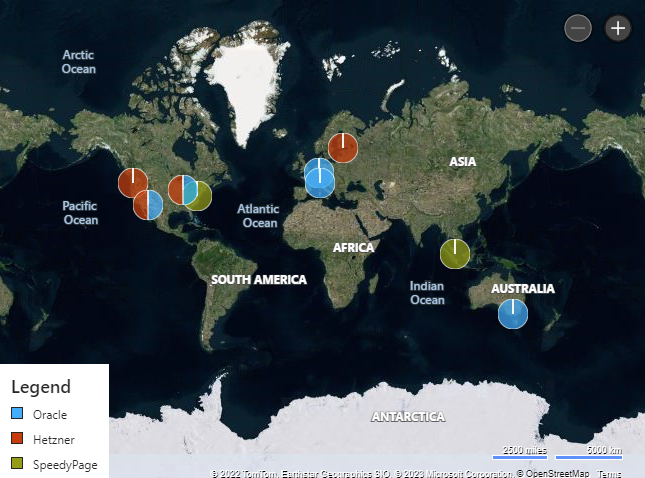 Arctic
Ocean
ASIA
Pacific
Ocean
Atlantic
Ocean
AFRICA
SOUTH AMERICA
Indian
Ocean
AUSTRALIA
Legend
Oracle
Hetzner
SpeedyPage
ANTARCTICA
2500 miles 5000 km
© 2022 TomTom, Earthstar Geographics SIO, © 2023 Microsoft Corporation, © OpenStreetMap Terms